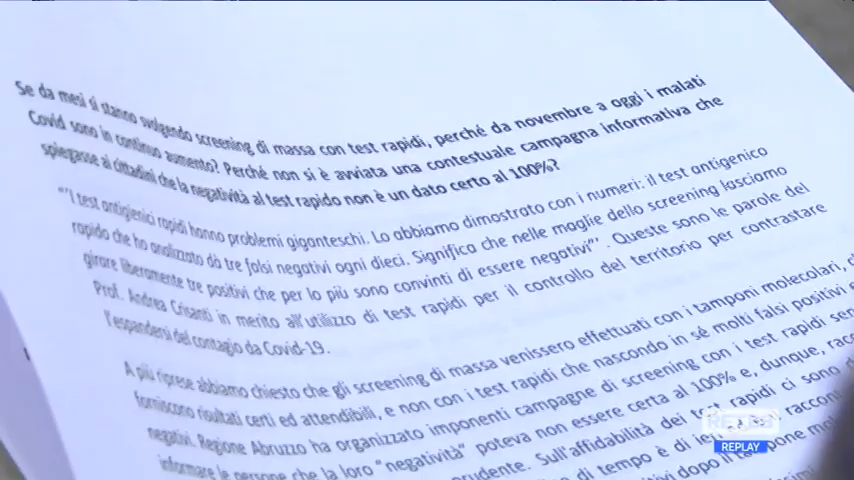 Se da mesi si stanno svolgendo screening di massa con test rapidi, perché da novembre a oggi i malati
Covid sono in continuo aumento? Perché non si è avviata una contestuale campagna informativa che
spiegasse ai cittadini che la negatività al test rapido non è un dato certo al 100%?
“‘I test antigienici rapidi hanno problemi giganteschi. Lo abbiamo dimostrato con i numeri: il test antigenico
rapido che ho analizzato dà tre falsi negativi ogni dieci. Significa che nelle maglie dello screening lasciamo
girare liberamente tre positivi che per lo più sono convinti di essere negativi”’ . Queste sono le parole del
Prof. Andrea Crisanti in merito all'utilizzo di test rapidi per il controllo del territorio per contrastare
l'espandersi del contagio da Covid-19.
A più riprese abbiamo chiesto che gli screening di massa venissero effettuati con i tamponi molecolari,
forniscono risultati certi ed attendibili, e non con i test rapidi che nascondo in sé molti falsi positivi e
negativi. Regione Abruzzo ha organizzato imponenti campagne di screening con i test rapidi
informare le persone che la loro “negatività” poteva non essere certa al 100% e, dunque,
prudente. Sull'affidabilità dei test rapidi ci sono
di tempo è di
dopo il
REPLAY